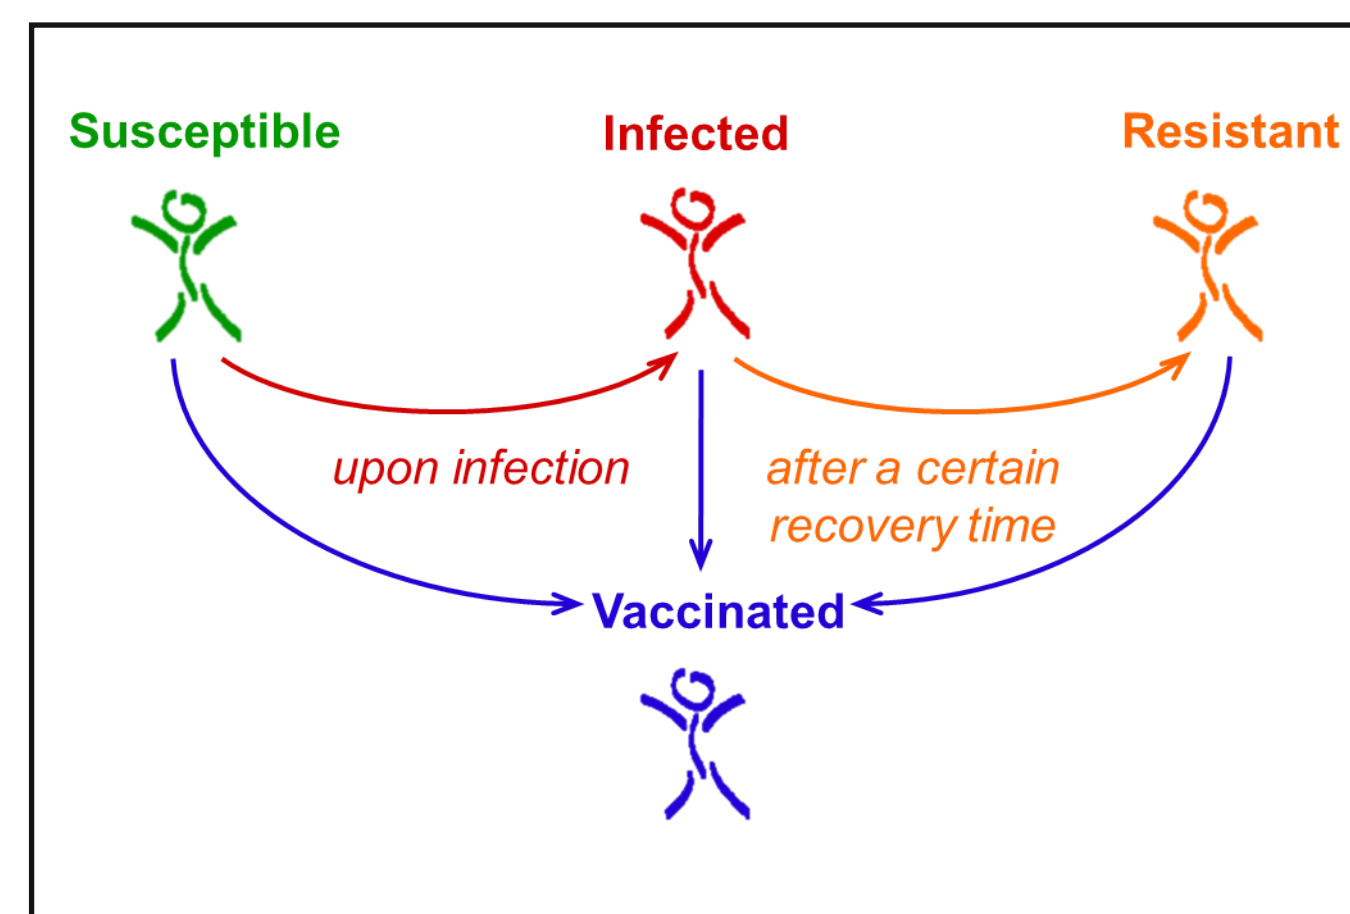 Susceptible
Infected
Resistant
upon infection
after a certain
recovery time
Vaccinated